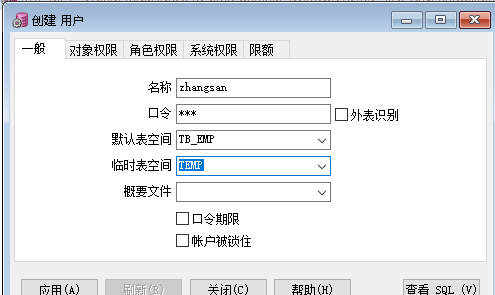 创建 用户
一般 对象权限 角色权限 系统权限 限额
名称 zhangsan
口令 *** 外表识别
默认表空间 TB_EMP
临时表空间 TEMP
概要文件
口令期限
帐户被锁住
应用(A) 刷新(R) 关闭(C) 帮助(H) 查看 SQL (V)